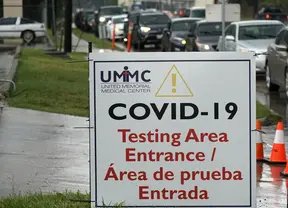 UMMC
UNITED MEMORIAL
MEDICAL CENTER
COVID-19
Testing Area
Entrance /
Área de prueba
Entrada